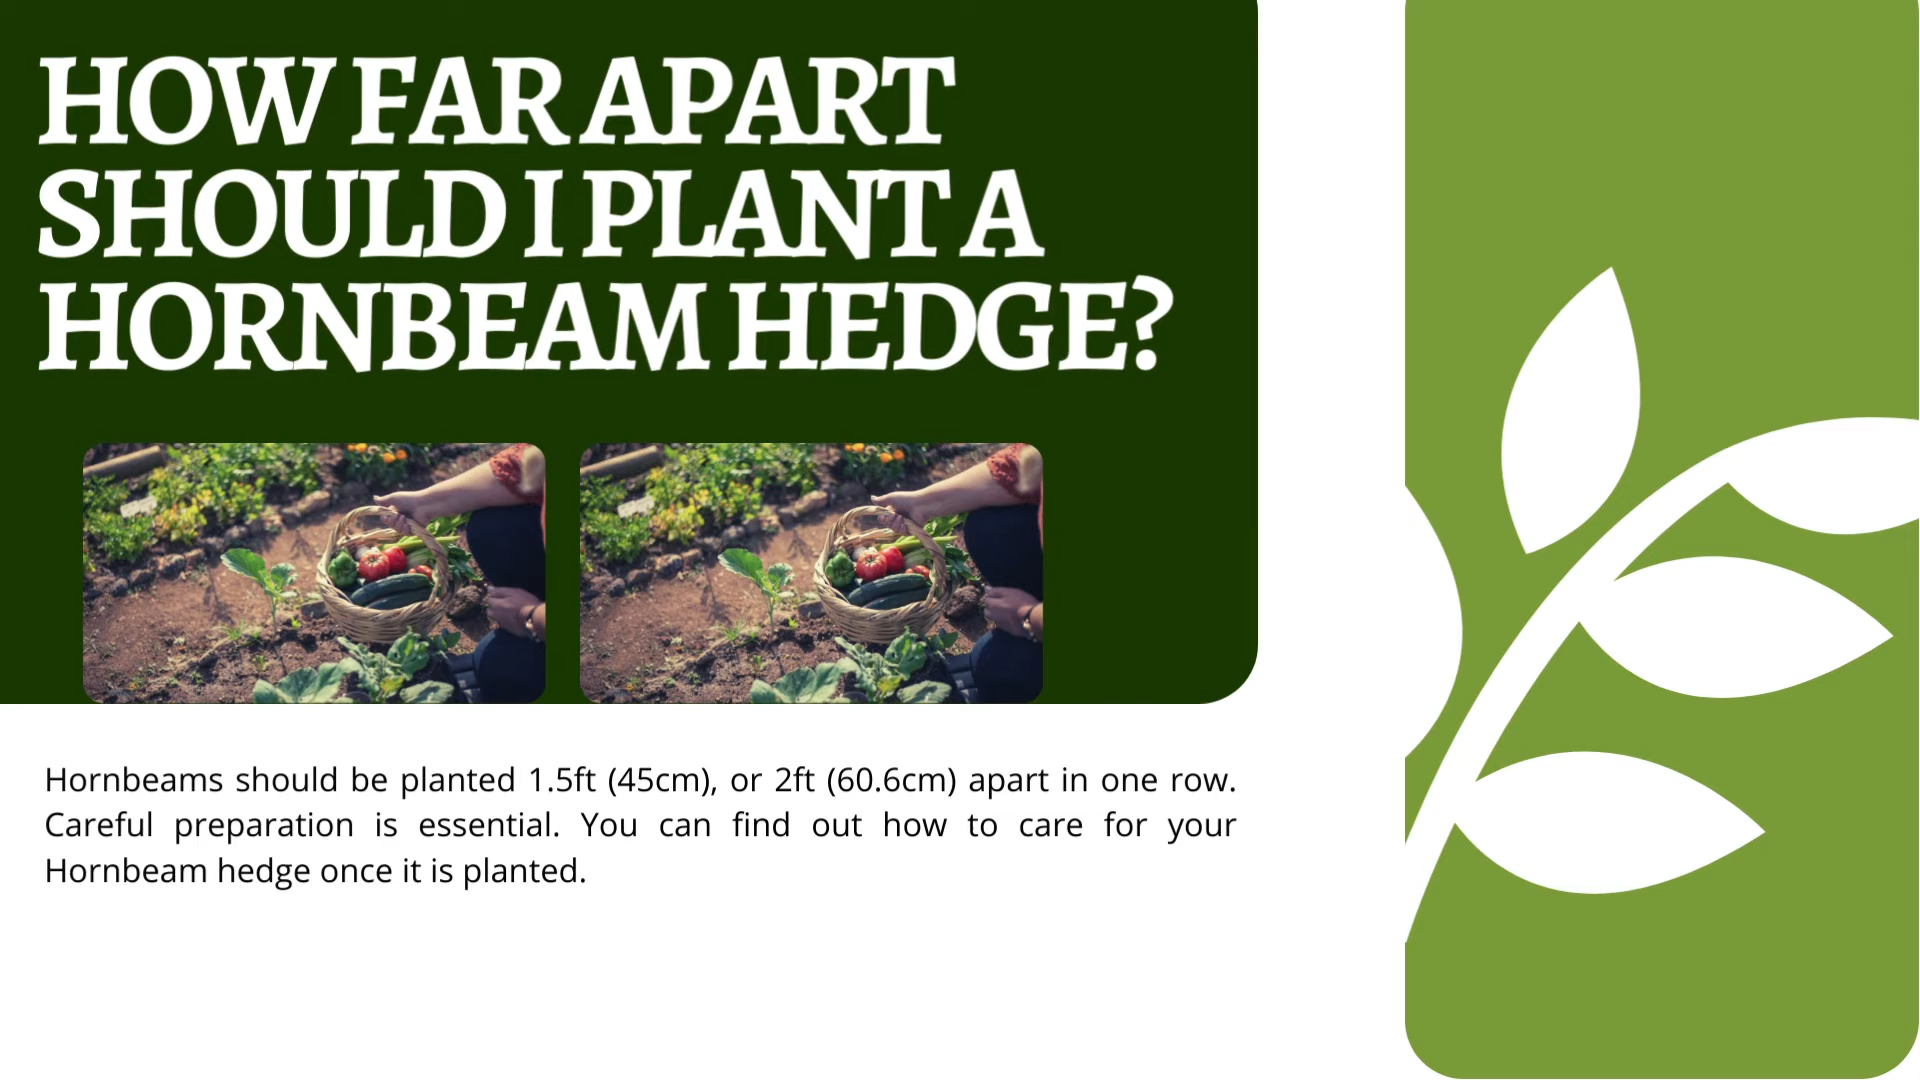 HOW FAR APART
SHOULD I PLANT A
HORNBEAM HEDGE?
Hornbeams should be planted 1.5ft (45cm), or 2ft (60.6cm) apart in one row.
Careful preparation is essential. You can find out how to care for your
Hornbeam hedge once it is planted.